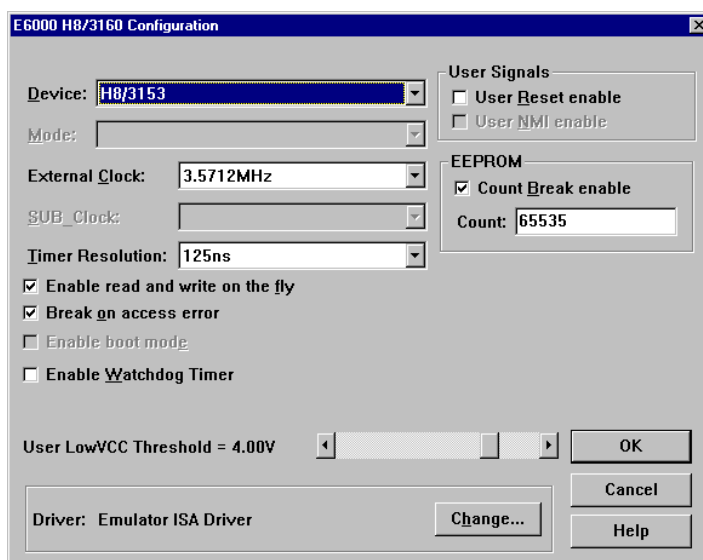 E6000 H8/3160 Configuration
Device: H8/3153
Mode:
External Clock: 3.5712MHz
SUB_Clock:
Timer Resolution: 125ns
Enable read and write on the fly
Break on access error
Enable boot mode
Enable Watchdog Timer
User Signals
User Reset enable
User NMI enable
EEPROM
Count Break enable
Count: 65535
User LowVCC Threshold = 4.00V
OK
Cancel
Help
Driver: Emulator ISA Driver
Change...